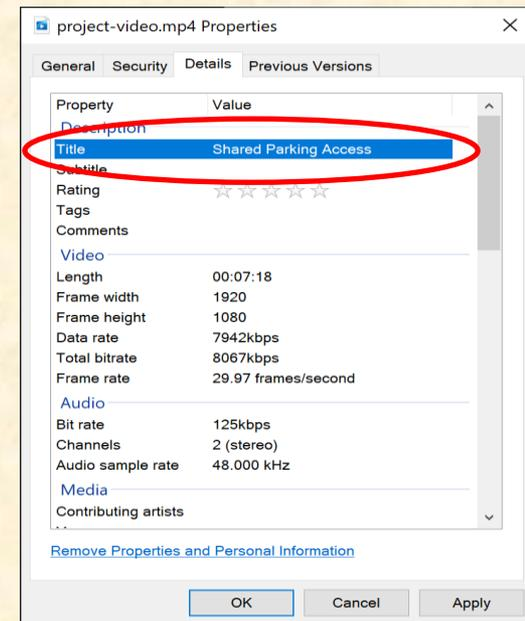 project-video.mp4 Properties
General Security Details Previous Versions
Property Value
Description
Title Shared Parking Access
Subtitle
Rating
Tags
Comments
Video
Length 00:07:18
Frame width 1920
Frame height 1080
Data rate 7942kbps
Total bitrate 8067kbps
Frame rate 29.97 frames/second
Audio
Bit rate 125kbps
Channels 2 (stereo)
Audio sample rate 48.000 kHz
Media
Contributing artists
Remove Properties and Personal Information
OK Cancel Apply